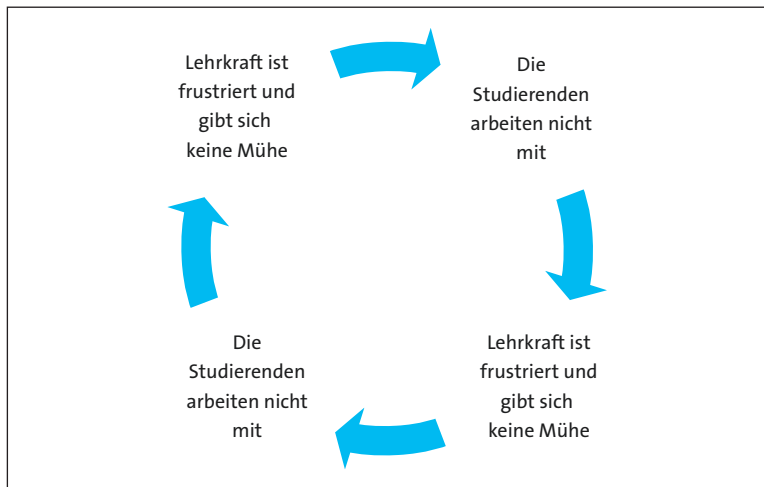 Lehrkraft ist
frustriert und
gibt sich
keine Mühe
Die
Studierenden
arbeiten nicht
mit
Lehrkraft ist
frustriert und
gibt sich
keine Mühe
Die
Studierenden
arbeiten nicht
mit